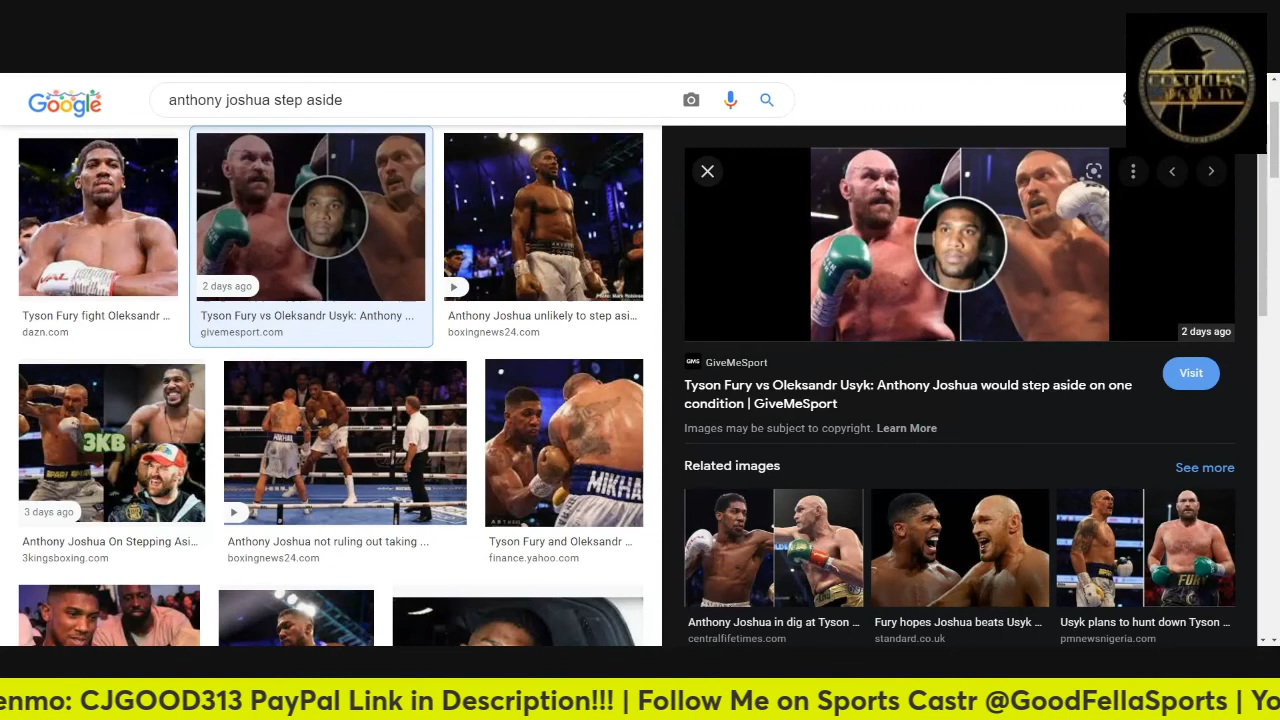 Google
anthony joshua step aside
2 days ago
Tyson Fury fight Oleksandr ...
dazn.com
Tyson Fury vs Oleksandr Usyk: Anthony ...
givemesport.com
Anthony Joshua unlikely to step asi...
boxingnews24.com
3KB
3 days ago
MIKHAIL
MIKHA
Anthony Joshua On Stepping Asi...
3kingsboxing.com
Anthony Joshua not ruling out taking ...
boxingnews24.com
Tyson Fury and Oleksandr ...
finance.yahoo.com
2 days ago
GMS GiveMeSport
Tyson Fury vs Oleksandr Usyk: Anthony Joshua would step aside on one
condition | GiveMeSport
Visit
Images may be subject to copyright. Learn More
Related images
See more
FURY
Anthony Joshua in dig at Tyson ...
centralfifetimes.com
Fury hopes Joshua beats Usyk ...
standard.co.uk
Usyk plans to hunt down Tyson ...
pmnewsnigeria.com
enmo: CJGOOD313 PayPal Link in Description!!! | Follow Me on Sports Castr @GoodFellaSports | Yo